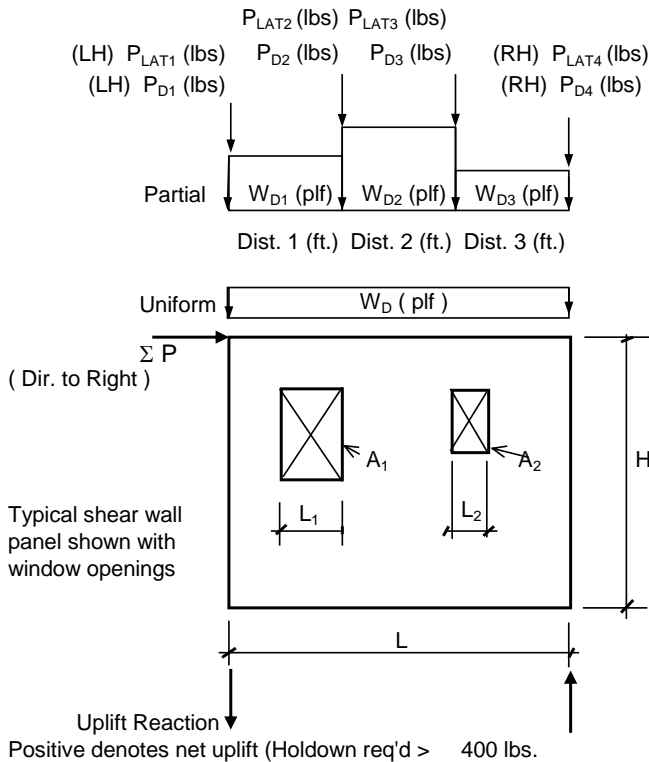 P_LAT2 (lbs) P_LAT3 (lbs)
(LH) P_LAT1 (lbs) P_D2 (lbs) P_D3 (lbs) (RH) P_LAT4 (lbs)
(LH) P_D1 (lbs) (RH) P_D4 (lbs)
Partial W_D1 (plf) W_D2 (plf) W_D3 (plf)
Dist. 1 (ft.) Dist. 2 (ft.) Dist. 3 (ft.)
Uniform W_D ( plf )
Σ P
( Dir. to Right )
A_1 A_2 H
L_1 L_2
Typical shear wall
panel shown with
window openings
L
Uplift Reaction
Positive denotes net uplift (Holdown req'd > 400 lbs.